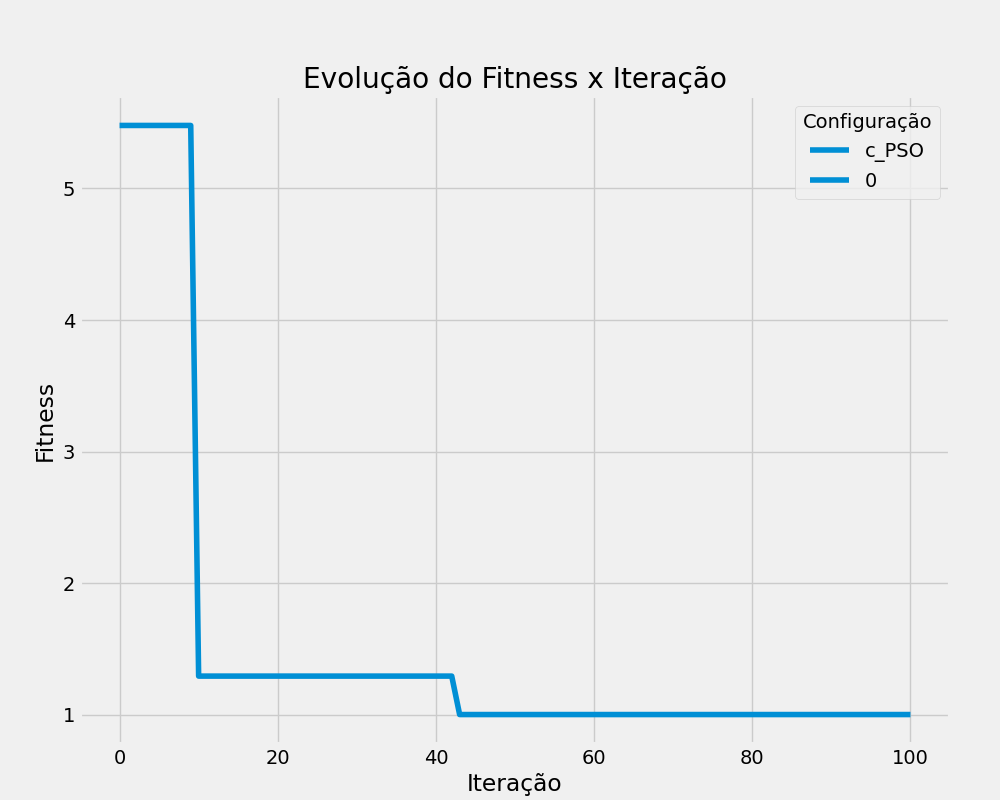 Evolução do Fitness x Iteração
Configuração
c_PSO
0
Fitness
5
4
3
2
1
0 20 40 60 80 100
Iteração